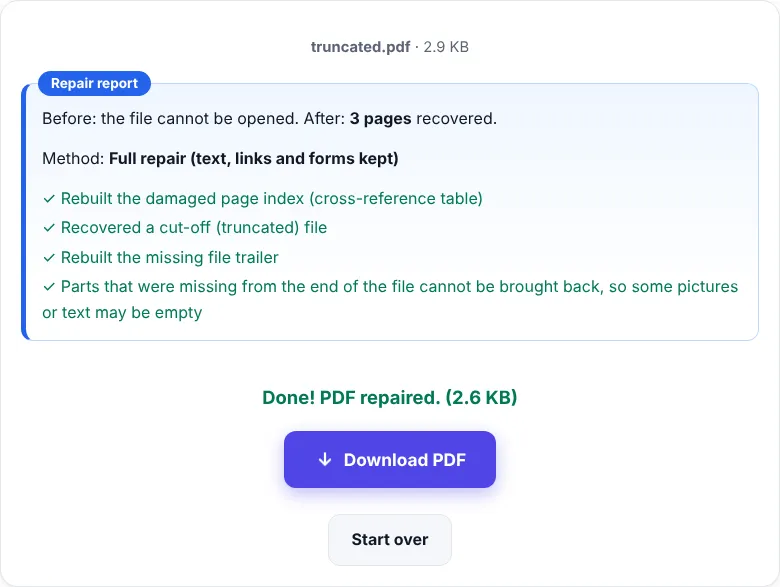 truncated.pdf · 2.9 KB
Repair report
Before: the file cannot be opened. After: 3 pages recovered.
Method: Full repair (text, links and forms kept)
✓ Rebuilt the damaged page index (cross-reference table)
✓ Recovered a cut-off (truncated) file
✓ Rebuilt the missing file trailer
✓ Parts that were missing from the end of the file cannot be brought back, so some pictures
or text may be empty
Done! PDF repaired. (2.6 KB)
↓ Download PDF
Start over